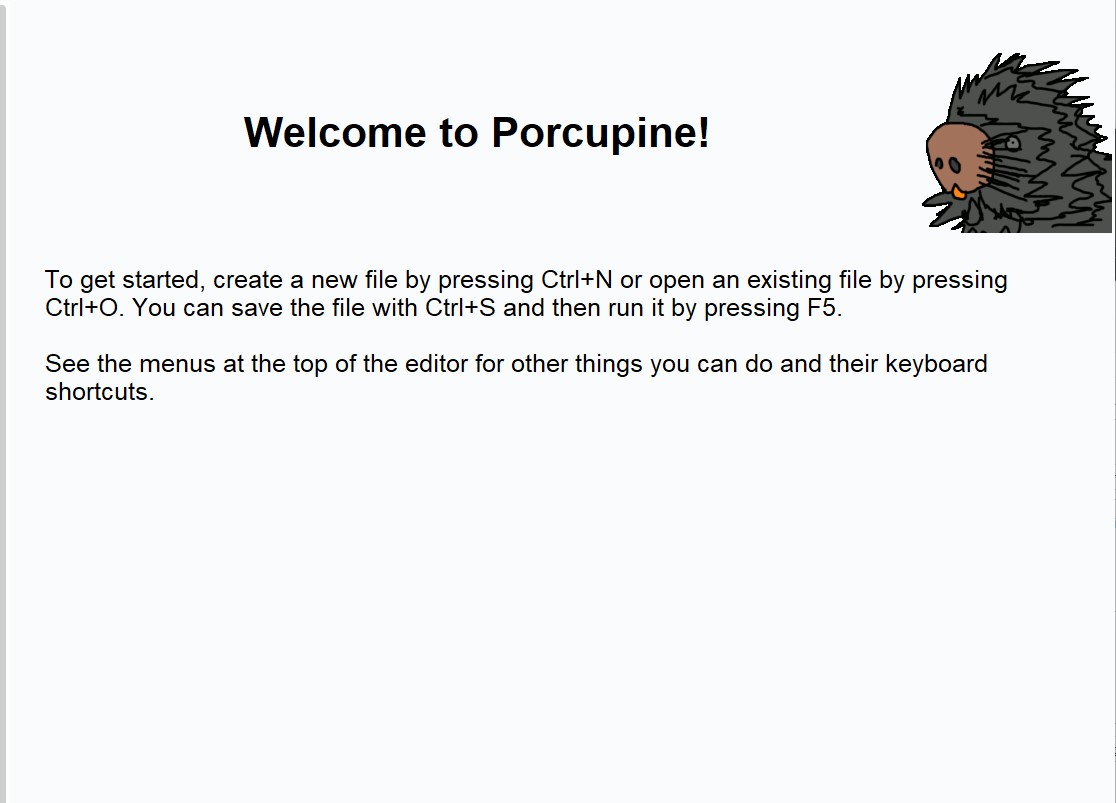 Welcome to Porcupine!
To get started, create a new file by pressing Ctrl+N or open an existing file by pressing
Ctrl+O. You can save the file with Ctrl+S and then run it by pressing F5.
See the menus at the top of the editor for other things you can do and their keyboard
shortcuts.